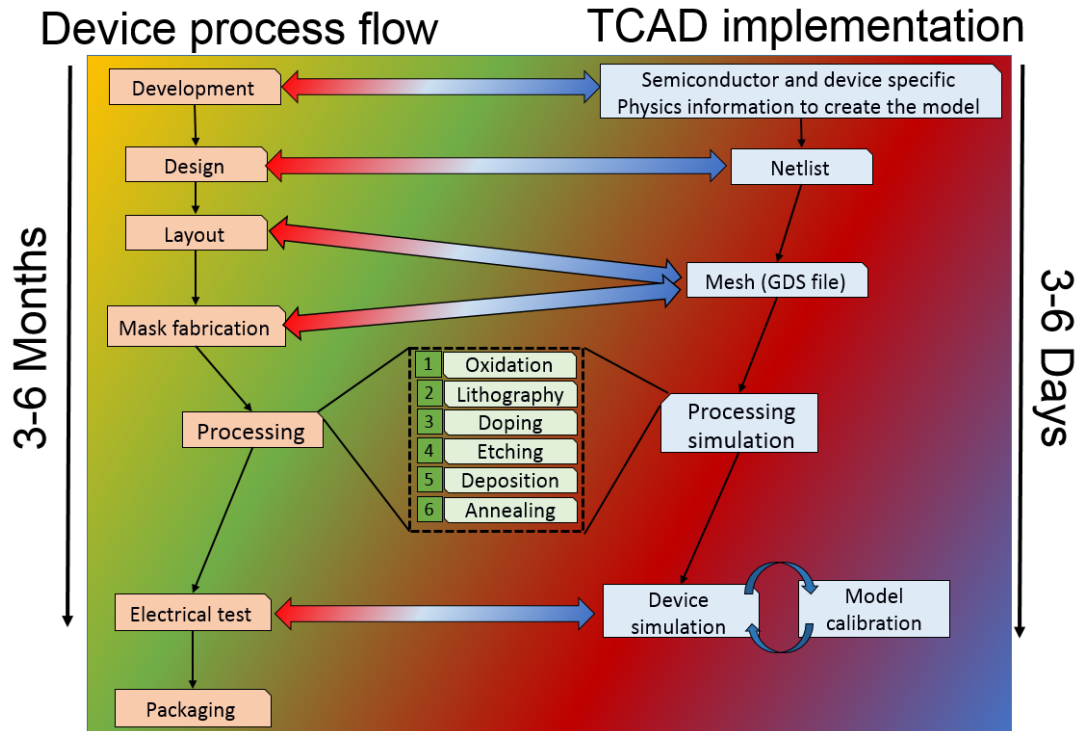 Device process flow
TCAD implementation
3-6 Months
3-6 Days
Development
Semiconductor and device specific
Physics information to create the model
Design
Netlist
Layout
Mesh (GDS file)
Mask fabrication
Processing
1 Oxidation
2 Lithography
3 Doping
4 Etching
5 Deposition
6 Annealing
Processing
simulation
Electrical test
Device
simulation
Model
calibration
Packaging